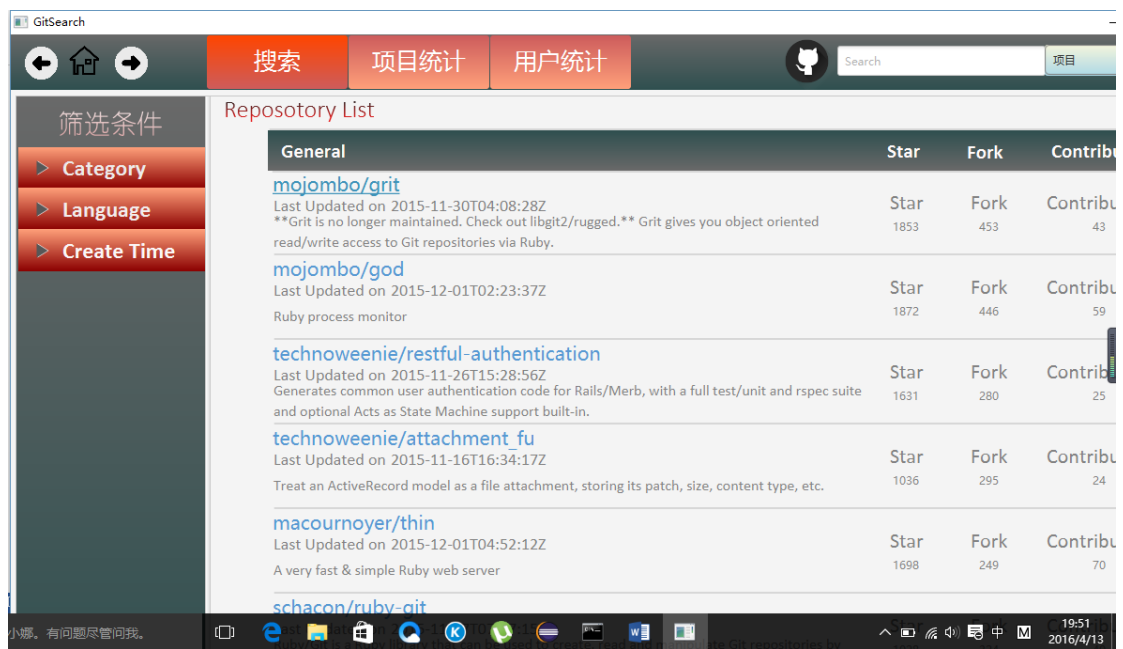 GitSearch
搜索
项目统计
用户统计
Search
项目
筛选条件
Category
Language
Create Time
Reposotory List
General Star Fork Contribu
mojombo/grit
Last Updated on 2015-11-30T04:08:28Z
**Grit is no longer maintained. Check out libgit2/rugged.** Grit gives you object oriented
read/write access to Git repositories via Ruby.
Star Fork Contribu
1853 453 43
mojombo/god
Last Updated on 2015-12-01T02:23:37Z
Ruby process monitor
Star Fork Contribu
1872 446 59
technoweenie/restful-authentication
Last Updated on 2015-11-26T15:28:56Z
Generates common user authentication code for Rails/Merb, with a full test/unit and rspec suite
and optional Acts as State Machine support built-in.
Star Fork Contrib
1631 280 25
technoweenie/attachment_fu
Last Updated on 2015-11-16T16:34:17Z
Treat an ActiveRecord model as a file attachment, storing its patch, size, content type, etc.
Star Fork Contribu
1036 295 24
macournoyer/thin
Last Updated on 2015-12-01T04:52:12Z
A very fast & simple Ruby web server
Star Fork Contribu
1698 249 70
schacon/ruby-git
小娜。有问题尽管问我。
中
19:51
2016/4/13